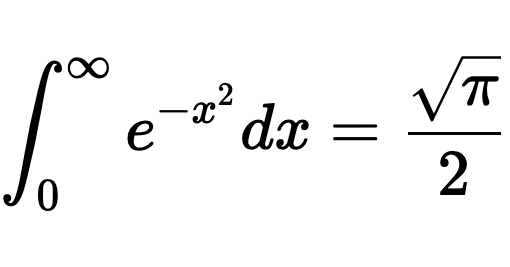 ∫₀^∞ e^{-x²} dx = √π / 2